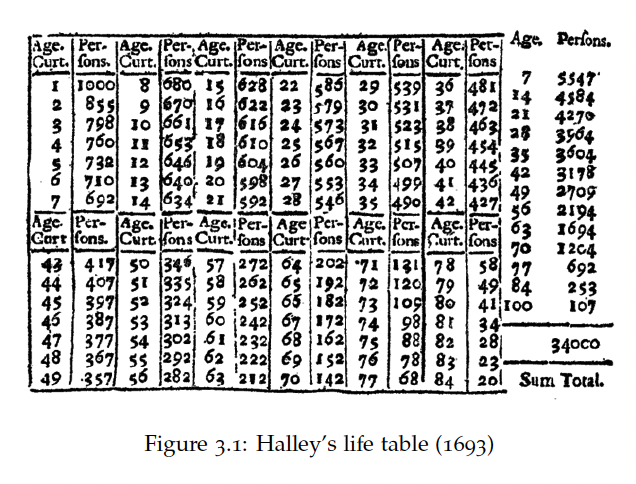 Age. Per- Age. Per- Age. Per- Age. Per- Age. Per- Age. Per-
Curt. ſons. Curt. ſons Curt. ſons Curt. ſons Curt. ſons Curt. ſons
1 1000 8 680 15 628 22 586 29 539 36 481
2 855 9 670 16 622 23 579 30 531 37 472
3 798 10 661 17 616 24 573 31 523 38 463
4 760 11 653 18 610 25 567 32 515 39 454
5 732 12 646 19 604 26 560 33 507 40 445
6 710 13 640 20 598 27 553 34 499 41 436
7 692 14 634 21 592 28 546 35 490 42 427
Age. Per- Age. Per- Age. Per- Age Per- Age. Per- Age. Per-
Curt ſons. Curt. ſons Curt. ſons Curt ſons Curt. ſons Curt. ſons
43 417 50 346 57 272 64 202 71 131 78 58
44 407 51 335 58 262 65 192 72 120 79 49
45 397 52 324 59 252 66 182 73 109 80 41
46 387 53 313 60 242 67 172 74 98 81 34
47 377 54 302 61 232 68 162 75 88 82 28
48 367 55 292 62 222 69 152 76 78 83 23
49 357 56 282 63 212 70 142 77 68 84 20
Age. Perſons.
7 5547
14 4584
21 4270
28 3964
35 3604
42 3178
49 2709
56 2194
63 1694
70 1204
77 692
84 253
100 107
34000
Sum Total.
Figure 3.1: Halley's life table (1693)